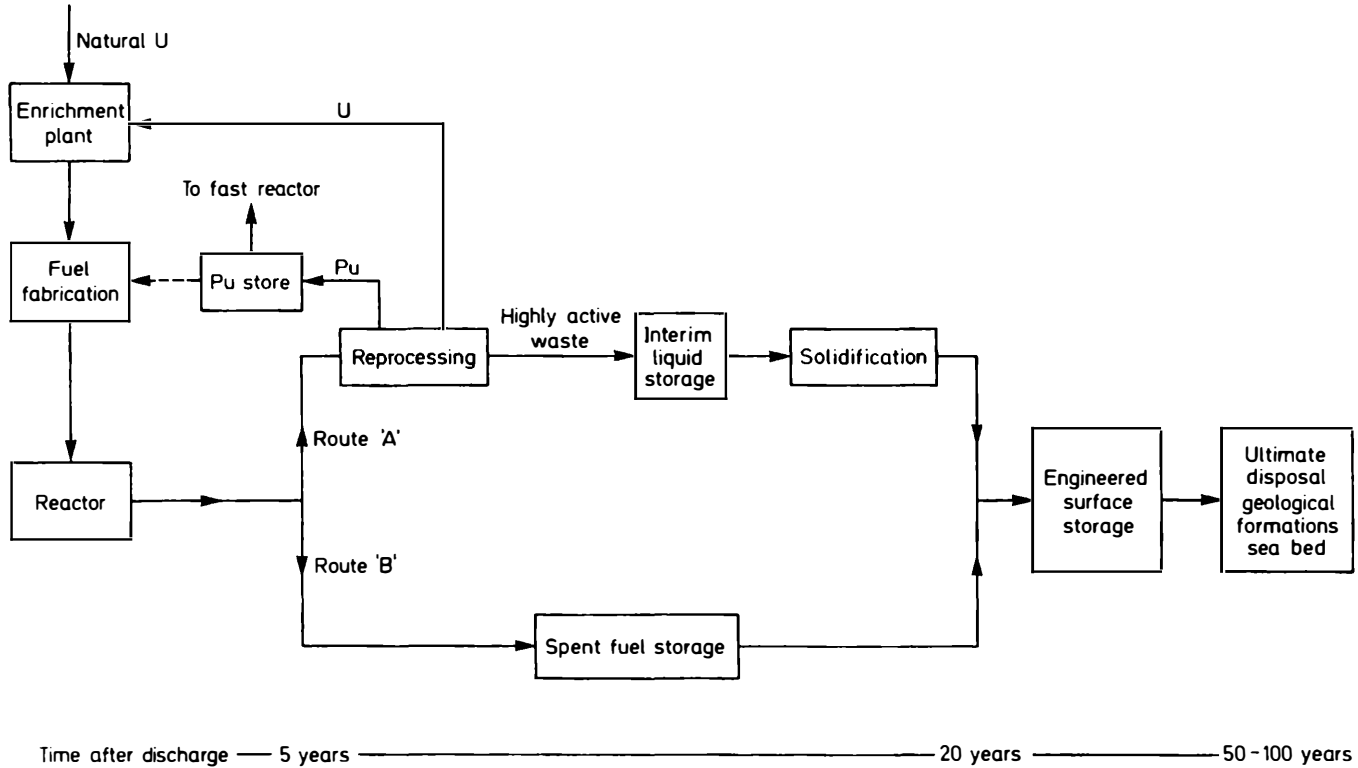 Natural U
Enrichment
plant
U
To fast reactor
Fuel
fabrication
Pu store
Pu
Reprocessing
Highly active
waste
Interim
liquid
storage
Solidification
Route 'A'
Reactor
Route 'B'
Engineered
surface
storage
Ultimate
disposal
geological
formations
sea bed
Spent fuel storage
Time after discharge — 5 years — 20 years — 50-100 years